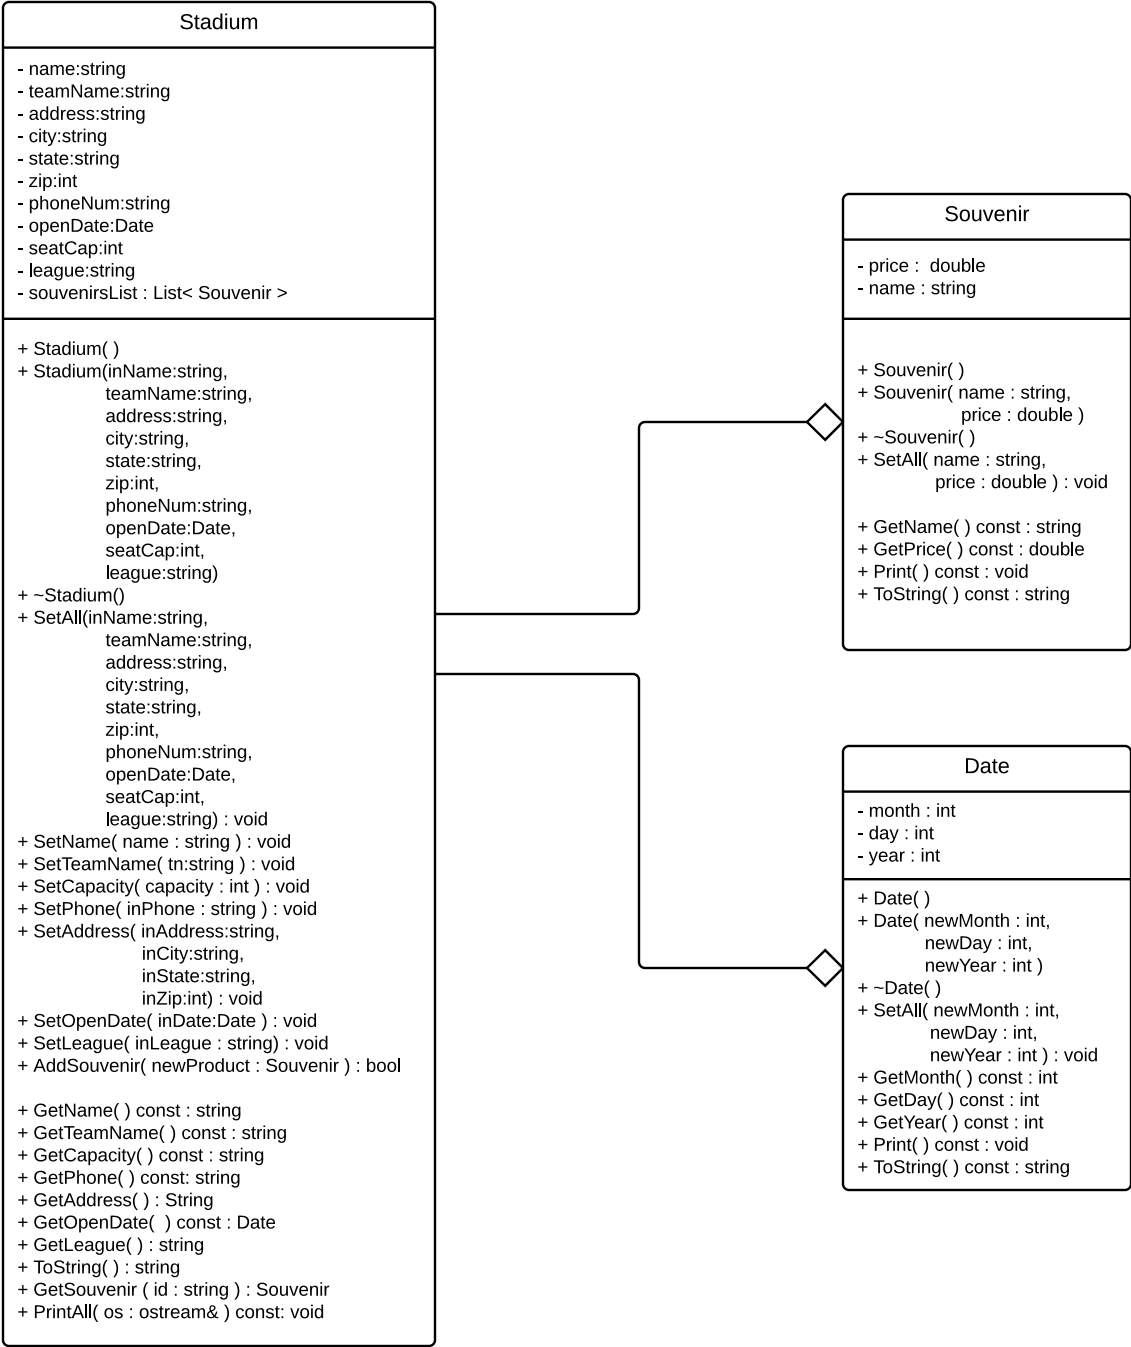 Stadium
- name:string
- teamName:string
- address:string
- city:string
- state:string
- zip:int
- phoneNum:string
- openDate:Date
- seatCap:int
- league:string
- souvenirsList : List< Souvenir >
+ Stadium( )
+ Stadium(inName:string,
teamName:string,
address:string,
city:string,
state:string,
zip:int,
phoneNum:string,
openDate:Date,
seatCap:int,
league:string)
+ ~Stadium()
+ SetAll(inName:string,
teamName:string,
address:string,
city:string,
state:string,
zip:int,
phoneNum:string,
openDate:Date,
seatCap:int,
league:string) : void
+ SetName( name : string ) : void
+ SetTeamName( tn:string ) : void
+ SetCapacity( capacity : int ) : void
+ SetPhone( inPhone : string ) : void
+ SetAddress( inAddress:string,
inCity:string,
inState:string,
inZip:int) : void
+ SetOpenDate( inDate:Date ) : void
+ SetLeague( inLeague : string) : void
+ AddSouvenir( newProduct : Souvenir ) : bool
+ GetName( ) const : string
+ GetTeamName( ) const : string
+ GetCapacity( ) const : string
+ GetPhone( ) const: string
+ GetAddress( ) : String
+ GetOpenDate(  ) const : Date
+ GetLeague( ) : string
+ ToString( ) : string
+ GetSouvenir ( id : string ) : Souvenir
+ PrintAll( os : ostream& ) const: void
Souvenir
- price :  double
- name : string
+ Souvenir( )
+ Souvenir( name : string,
price : double )
+ ~Souvenir( )
+ SetAll( name : string,
price : double ) : void
+ GetName( ) const : string
+ GetPrice( ) const : double
+ Print( ) const : void
+ ToString( ) const : string
Date
- month : int
- day : int
- year : int
+ Date( )
+ Date( newMonth : int,
newDay : int,
newYear : int )
+ ~Date( )
+ SetAll( newMonth : int,
newDay : int,
newYear : int ) : void
+ GetMonth( ) const : int
+ GetDay( ) const : int
+ GetYear( ) const : int
+ Print( ) const : void
+ ToString( ) const : string